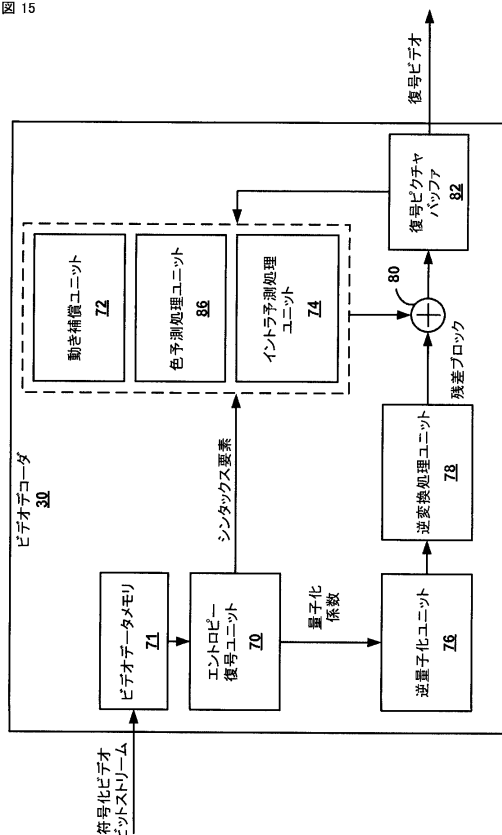 図 15
ビデオデコーダ
30
符号化ビデオ
ビットストリーム
ビデオデータメモリ
71
エントロピー
復号ユニット
70
シンタックス要素
量子化
係数
動き補償ユニット
72
色予測処理ユニット
86
イントラ予測処理
ユニット
74
逆量子化ユニット
76
逆変換処理ユニット
78
残差ブロック
80
復号ピクチャ
バッファ
82
復号ビデオ